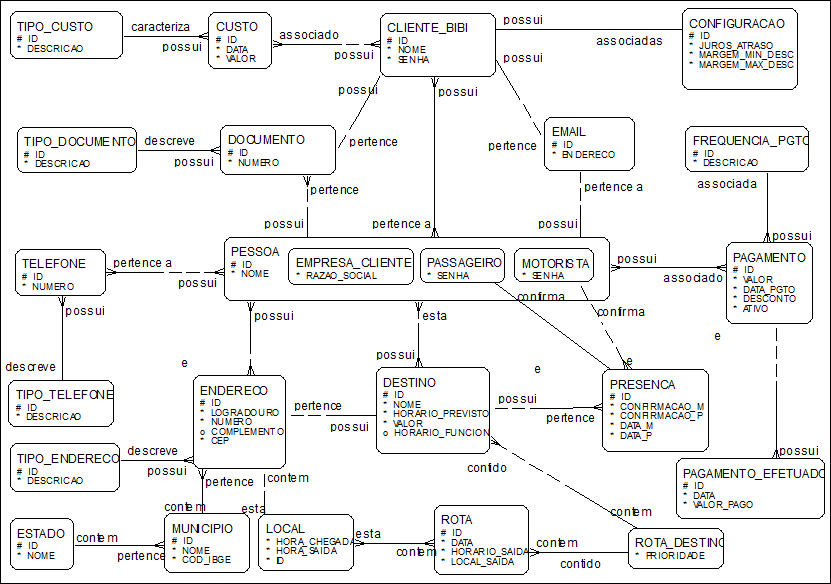 TIPO_CUSTO
# ID
* DESCRICAO
caracteriza
possui
CUSTO
# ID
* DATA
* VALOR
associado
possui
CLIENTE_BIBI
# ID
* NOME
* SENHA
possui
associadas
CONFIGURACAO
# ID
* JUROS_ATRASO
* MARGEM_MIN_DESC
* MARGEM_MAX_DESC
possui
possui
possui
TIPO_DOCUMENTO
# ID
* DESCRICAO
descreve
possui
DOCUMENTO
# ID
* NUMERO
pertence
pertence
EMAIL
# ID
* ENDERECO
FREQUENCIA_PGTO
# ID
* DESCRICAO
pertence
pertence a
associada
possui
pertence a
possui
possui
PESSOA
# ID
* NOME
EMPRESA_CLIENTE
* RAZAO_SOCIAL
PASSAGEIRO
* SENHA
MOTORISTA
* SENHA
TELEFONE
# ID
* NUMERO
pertence a
possui
possui
associado
PAGAMENTO
# ID
* VALOR
* DATA_PGTO
* DESCONTO
* ATIVO
possui
possui
esta
confirma
confirma
descreve
e
possui
e
e
e
TIPO_TELEFONE
# ID
* DESCRICAO
ENDERECO
# ID
* LOGRADOURO
* NUMERO
o COMPLEMENTO
* CEP
pertence
possui
DESTINO
# ID
* NOME
* HORARIO_PREVISTO
* VALOR
o HORARIO_FUNCION
possui
pertence
PRESENCA
# ID
* CONFIRMACAO_M
* CONFIRMACAO_P
* DATA_M
* DATA_P
possui
TIPO_ENDERECO
# ID
* DESCRICAO
descreve
possui
pertence
contem
contido
PAGAMENTO_EFETUADO
# ID
* DATA
* VALOR_PAGO
contem
esta
contem
ESTADO
# ID
* NOME
contem
pertence
MUNICIPIO
# ID
* NOME
* COD_IBGE
LOCAL
* HORA_CHEGADA
* HORA_SAIDA
* ID
esta
contem
ROTA
# ID
* DATA
* HORARIO_SAIDA
* LOCAL_SAIDA
contem
contido
ROTA_DESTINO
* PRIORIDADE